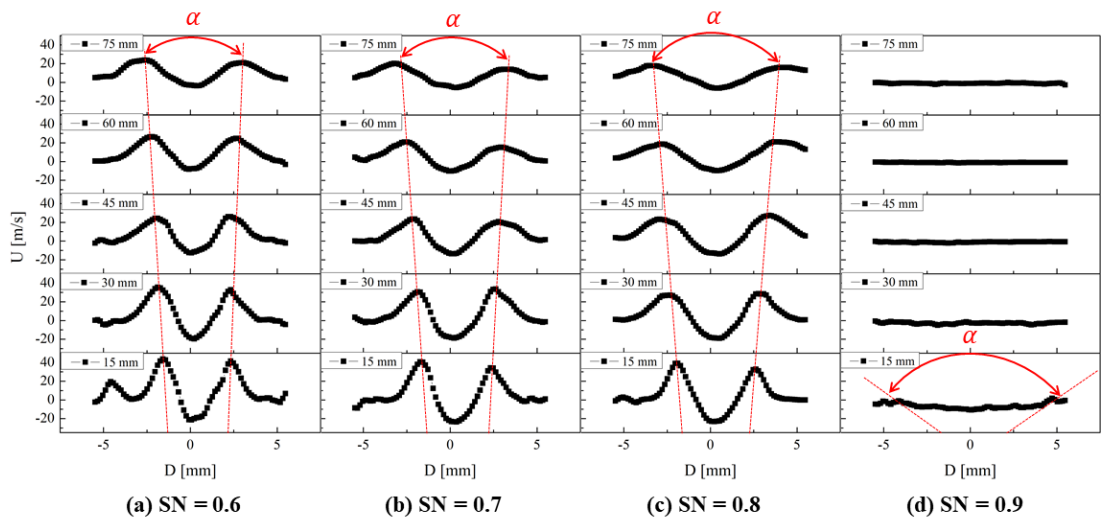 α α α
40 75 mm 75 mm 75 mm 75 mm
20
0
-20
40 60 mm 60 mm 60 mm 60 mm
20
0
-20
U [m/s]
40 45 mm 45 mm 45 mm 45 mm
20
0
-20
40 30 mm 30 mm 30 mm 30 mm
20
0
-20
α
40 15 mm 15 mm 15 mm 15 mm
20
0
-20
-5 0 5 -5 0 5 -5 0 5 -5 0 5
D [mm] D [mm] D [mm] D [mm]
(a) SN = 0.6 (b) SN = 0.7 (c) SN = 0.8 (d) SN = 0.9